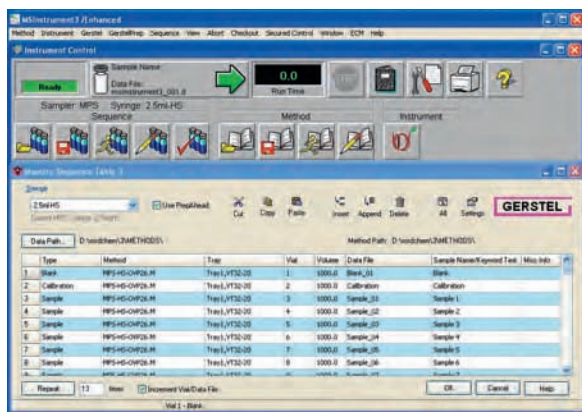 MSInstrument3 /Enhanced
Method Instrument Gerstel GerstelPrep Sequence View Abort Checkout Secured Control Window ECM Help
Instrument Control
Ready
Sample Name:
Data File:
msinstrument3_001.d
0.0
Run Time
Sampler: MPS Syringe: 2.5ml-HS
Sequence Method Instrument
Maestro Sequence: Table 3
-2.5ml-HS
Use PrepAhead
Cut Copy Paste Insert Append Delete All Settings
GERSTEL
Data Path... Method Path:
Type Method Tray Vial Volume Data File Sample Name/Keyword Text Misc Info
1 Blank MPS-HS-OVP26.M Tray1,VT32-20 1 1000.0 Blank_01 Blank
2 Calibration MPS-HS-OVP26.M Tray1,VT32-20 2 1000.0 Calibration Calibration
3 Sample MPS-HS-OVP26.M Tray1,VT32-20 3 1000.0 Sample_01 Sample 1
4 Sample MPS-HS-OVP26.M Tray1,VT32-20 4 1000.0 Sample_02 Sample 2
5 Sample MPS-HS-OVP26.M Tray1,VT32-20 5 1000.0 Sample_03 Sample 3
6 Sample MPS-HS-OVP26.M Tray1,VT32-20 6 1000.0 Sample_04 Sample 4
7 Sample MPS-HS-OVP26.M Tray1,VT32-20 7 1000.0 Sample_05 Sample 5
8 Sample MPS-HS-OVP26.M Tray1,VT32-20 8 1000.0 Sample_06 Sample 6
Repeat 13 lines Increment Vial/Data File OK Cancel Help
Vial 1 - Blank